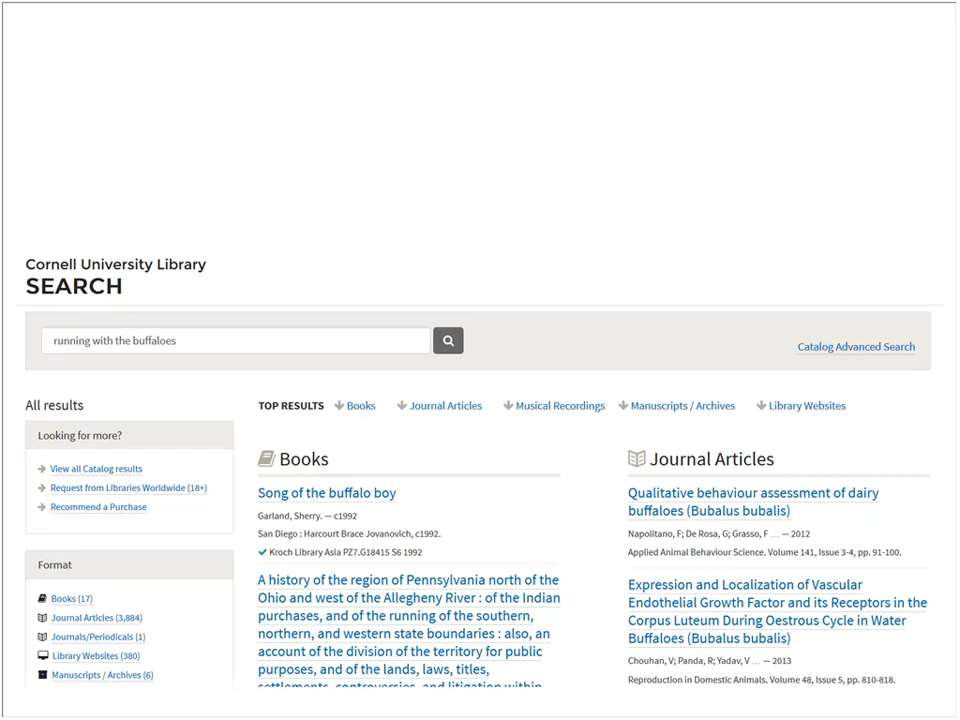 Cornell University Library
SEARCH
running with the buffaloes
Catalog Advanced Search
All results
TOP RESULTS Books Journal Articles Musical Recordings Manuscripts / Archives Library Websites
Looking for more?
View all Catalog results
Request from Libraries Worldwide (18+)
Recommend a Purchase
Format
Books (17)
Journal Articles (3,884)
Journals/Periodicals (1)
Library Websites (380)
Manuscripts / Archives (6)
Books
Song of the buffalo boy
Garland, Sherry. — c1992
San Diego : Harcourt Brace Jovanovich, c1992.
Kroch Library Asia PZ7.G18415 S6 1992
A history of the region of Pennsylvania north of the
Ohio and west of the Allegheny River : of the Indian
purchases, and of the running of the southern,
northern, and western state boundaries : also, an
account of the division of the territory for public
purposes, and of the lands, laws, titles,
settlements, controversies, and litigation within
Journal Articles
Qualitative behaviour assessment of dairy
buffaloes (Bubalus bubalis)
Napolitano, F; De Rosa, G; Grasso, F ... — 2012
Applied Animal Behaviour Science. Volume 141, Issue 3-4, pp. 91-100.
Expression and Localization of Vascular
Endothelial Growth Factor and its Receptors in the
Corpus Luteum During Oestrous Cycle in Water
Buffaloes (Bubalus bubalis)
Chouhan, V; Panda, R; Yadav, V ... — 2013
Reproduction in Domestic Animals. Volume 48, Issue 5, pp. 810-818.